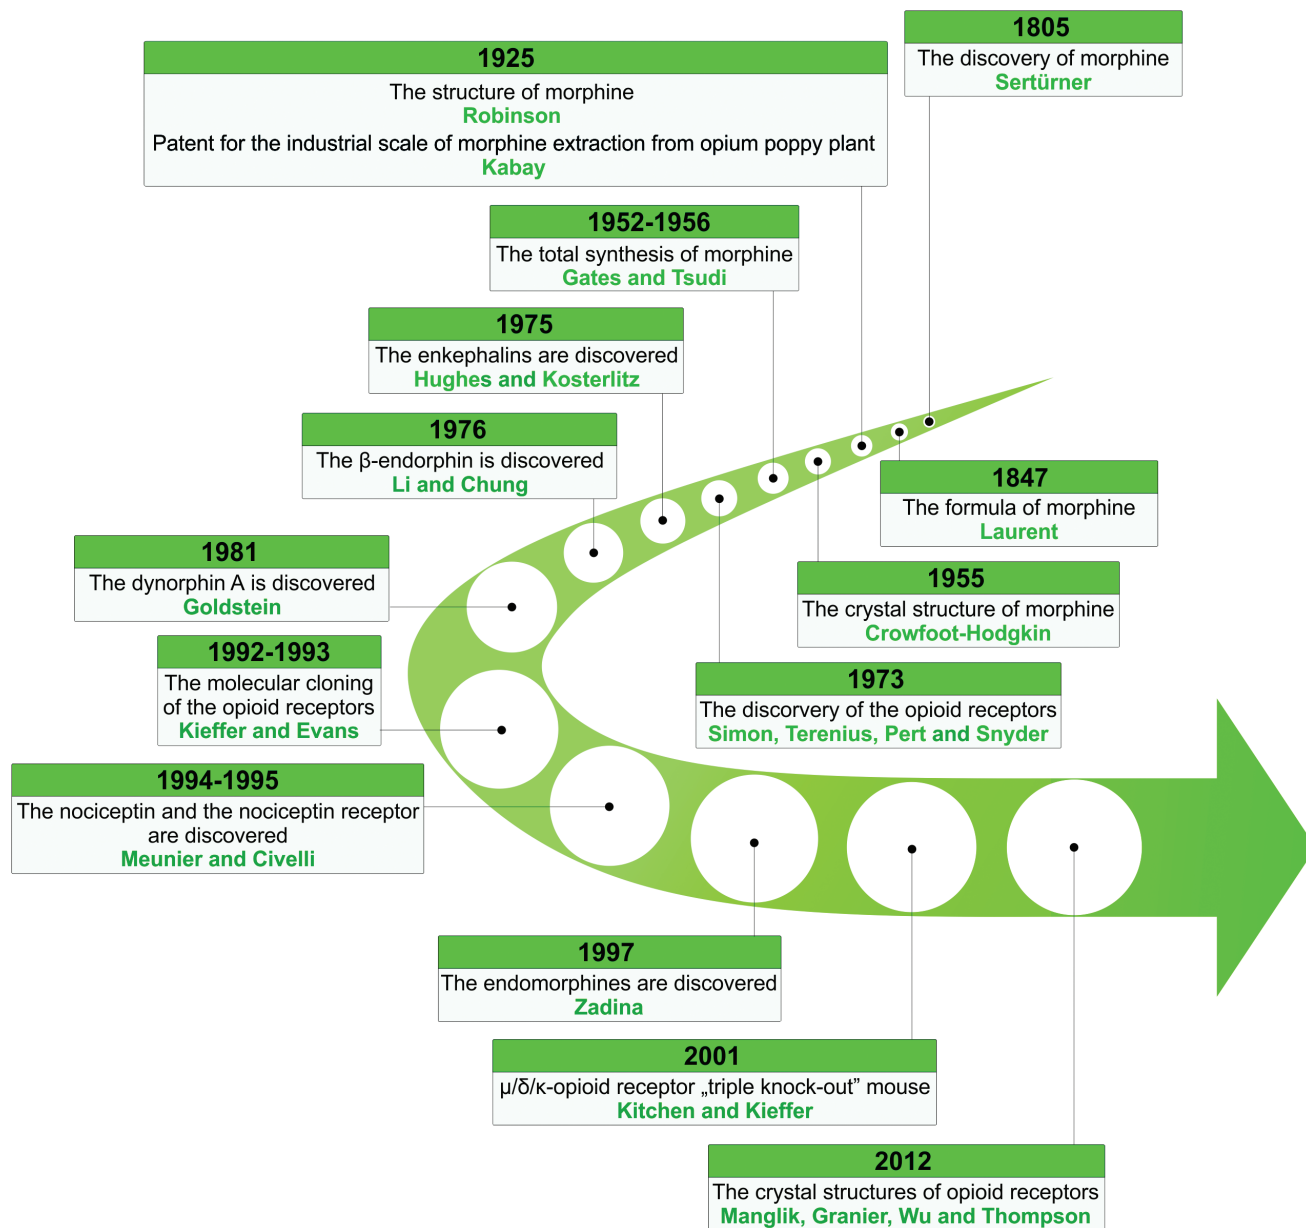 1805
The discovery of morphine
Sertürner
1925
The structure of morphine
Robinson
Patent for the industrial scale of morphine extraction from opium poppy plant
Kabay
1952-1956
The total synthesis of morphine
Gates and Tsudi
1975
The enkephalins are discovered
Hughes and Kosterlitz
1976
The β-endorphin is discovered
Li and Chung
1847
The formula of morphine
Laurent
1981
The dynorphin A is discovered
Goldstein
1955
The crystal structure of morphine
Crowfoot-Hodgkin
1992-1993
The molecular cloning
of the opioid receptors
Kieffer and Evans
1973
The discorvery of the opioid receptors
Simon, Terenius, Pert and Snyder
1994-1995
The nociceptin and the nociceptin receptor
are discovered
Meunier and Civelli
1997
The endomorphines are discovered
Zadina
2001
μ/δ/κ-opioid receptor „triple knock-out” mouse
Kitchen and Kieffer
2012
The crystal structures of opioid receptors
Manglik, Granier, Wu and Thompson